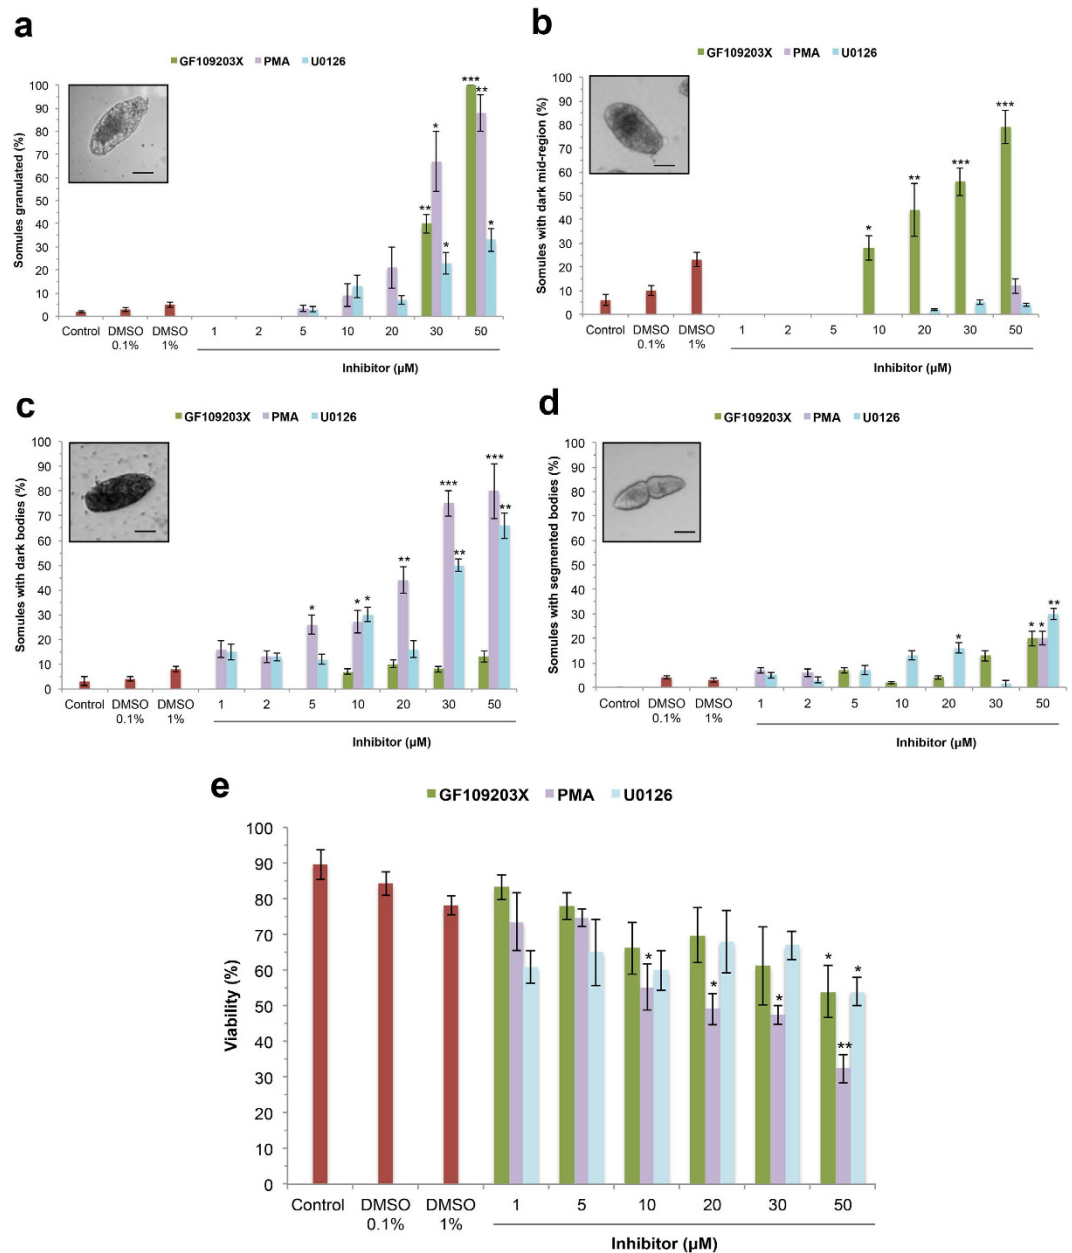 a
GF109203X PMA U0126
Somules granulated (%)
100
90
80
70
60
50
40
30
20
10
0
*** ** * ** * *
Control DMSO 0.1% DMSO 1% 1 2 5 10 20 30 50
Inhibitor (µM)
b
GF109203X PMA U0126
Somules with dark mid-region (%)
100
90
80
70
60
50
40
30
20
10
0
* ** *** ***
Control DMSO 0.1% DMSO 1% 1 2 5 10 20 30 50
Inhibitor (µM)
c
GF109203X PMA U0126
Somules with dark bodies (%)
100
90
80
70
60
50
40
30
20
10
0
* * * ** *** ** *** **
Control DMSO 0.1% DMSO 1% 1 2 5 10 20 30 50
Inhibitor (µM)
d
GF109203X PMA U0126
Somules with segmented bodies (%)
100
90
80
70
60
50
40
30
20
10
0
* * * **
Control DMSO 0.1% DMSO 1% 1 2 5 10 20 30 50
Inhibitor (µM)
e
GF109203X PMA U0126
Viability (%)
100
90
80
70
60
50
40
30
20
10
0
* * * * ** *
Control DMSO 0.1% DMSO 1% 1 5 10 20 30 50
Inhibitor (µM)